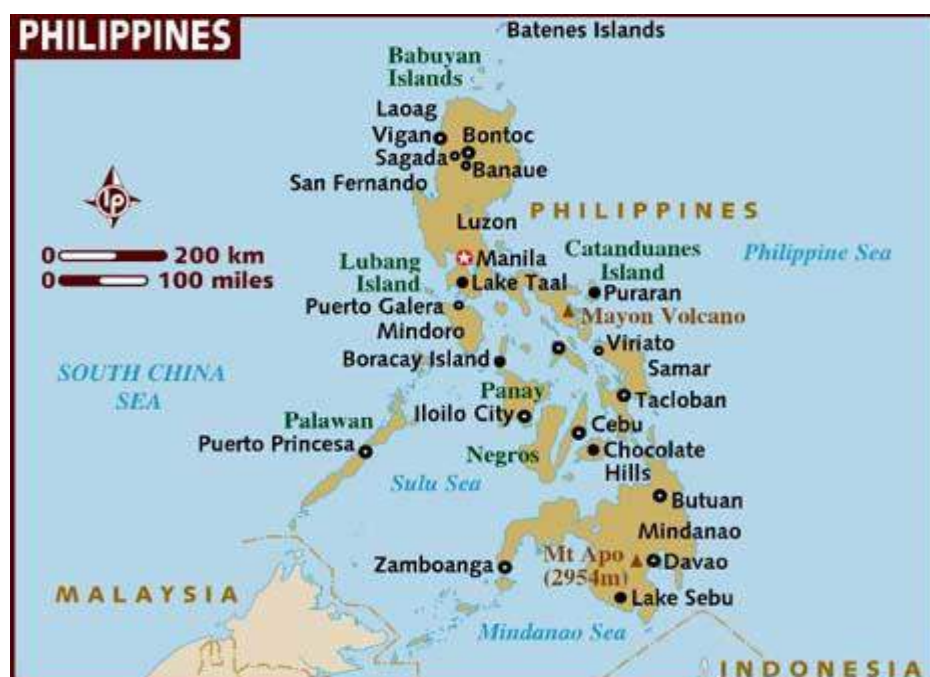 PHILIPPINES
Batenes Islands
Babuyan
Islands
Laoag
Vigan
Bontoc
Sagada
Banaue
San Fernando
Luzon
PHILIPPINES
lp
0 200 km
0 100 miles
Manila
Catanduanes
Island
Philippine Sea
Lubang
Island
Lake Taal
Puraran
Puerto Galera
Mayon Volcano
Mindoro
Viriato
Boracay Island
Samar
SOUTH CHINA
SEA
Panay
Tacloban
Palawan
Iloilo City
Cebu
Puerto Princesa
Negros
Chocolate
Hills
Sulu Sea
Butuan
Mindanao
Zamboanga
Mt Apo
(2954m)
Davao
MALAYSIA
Lake Sebu
Mindanao Sea
INDONESIA